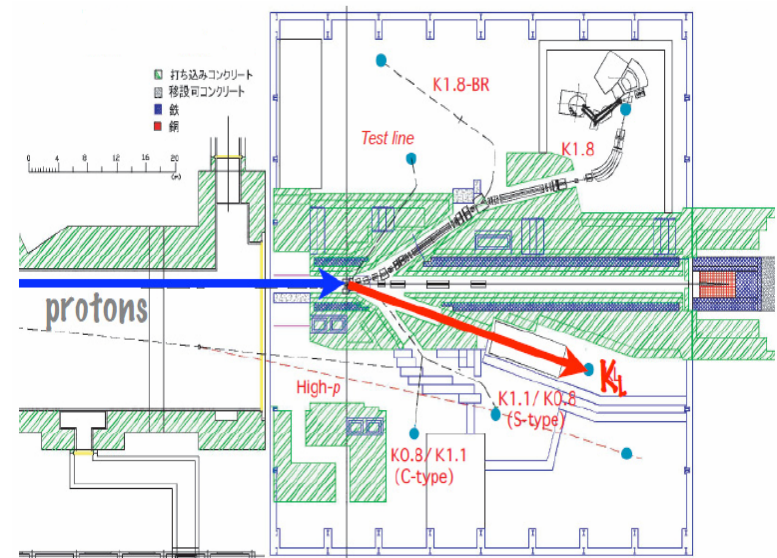 打ち込みコンクリート
移設可コンクリート
鉄
銅
0 4 8 12 16 20
(m)
K1.8-BR
Test line
K1.8
protons
KL
High-p
K1.1/ K0.8
(S-type)
K0.8/ K1.1
(C-type)